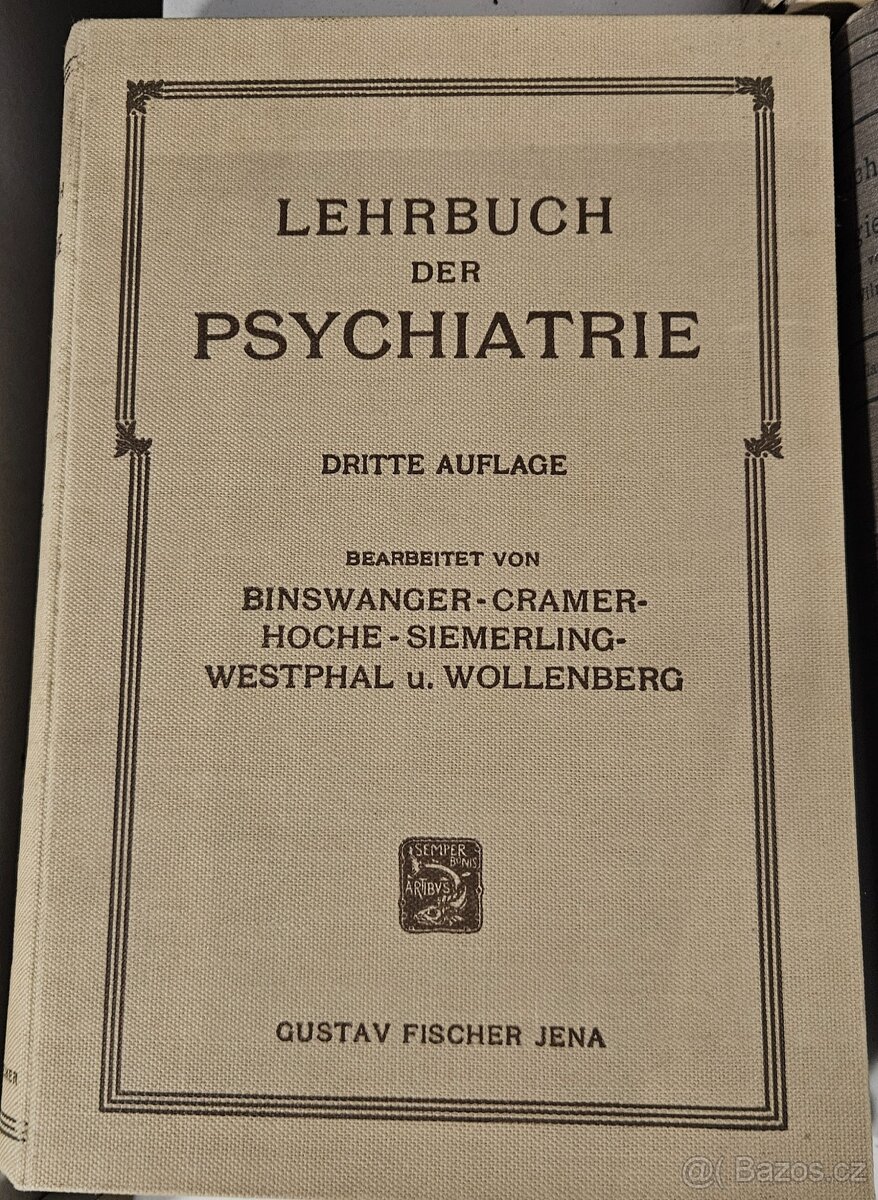 LEHRBUCH
DER
PSYCHIATRIE
DRITTE AUFLAGE
BEARBEITET VON
BINSWANGER-CRAMER-
HOCHE-SIEMERLING-
WESTPHAL u. WOLLENBERG
SEMPER
BONIS
ARTIBVS
GUSTAV FISCHER JENA
@( Bazos.cz